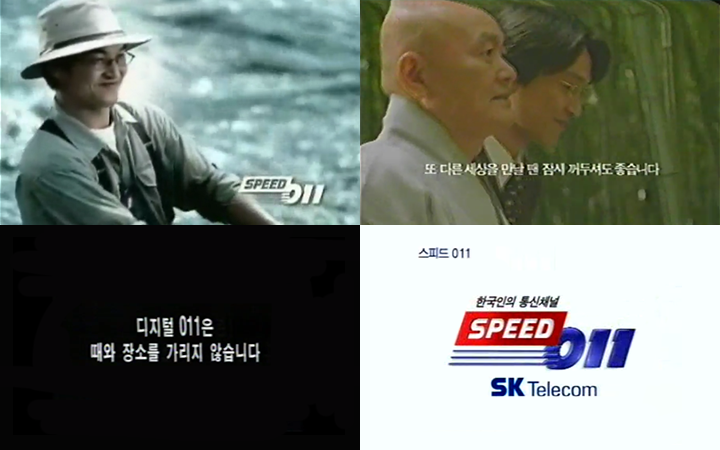 SPEED
011
또 다른 세상을 만날 땐 잠시 꺼두셔도 좋습니다
디지털 011은
때와 장소를 가리지 않습니다
스피드 011
한국인의 통신채널
SPEED
011
SK Telecom